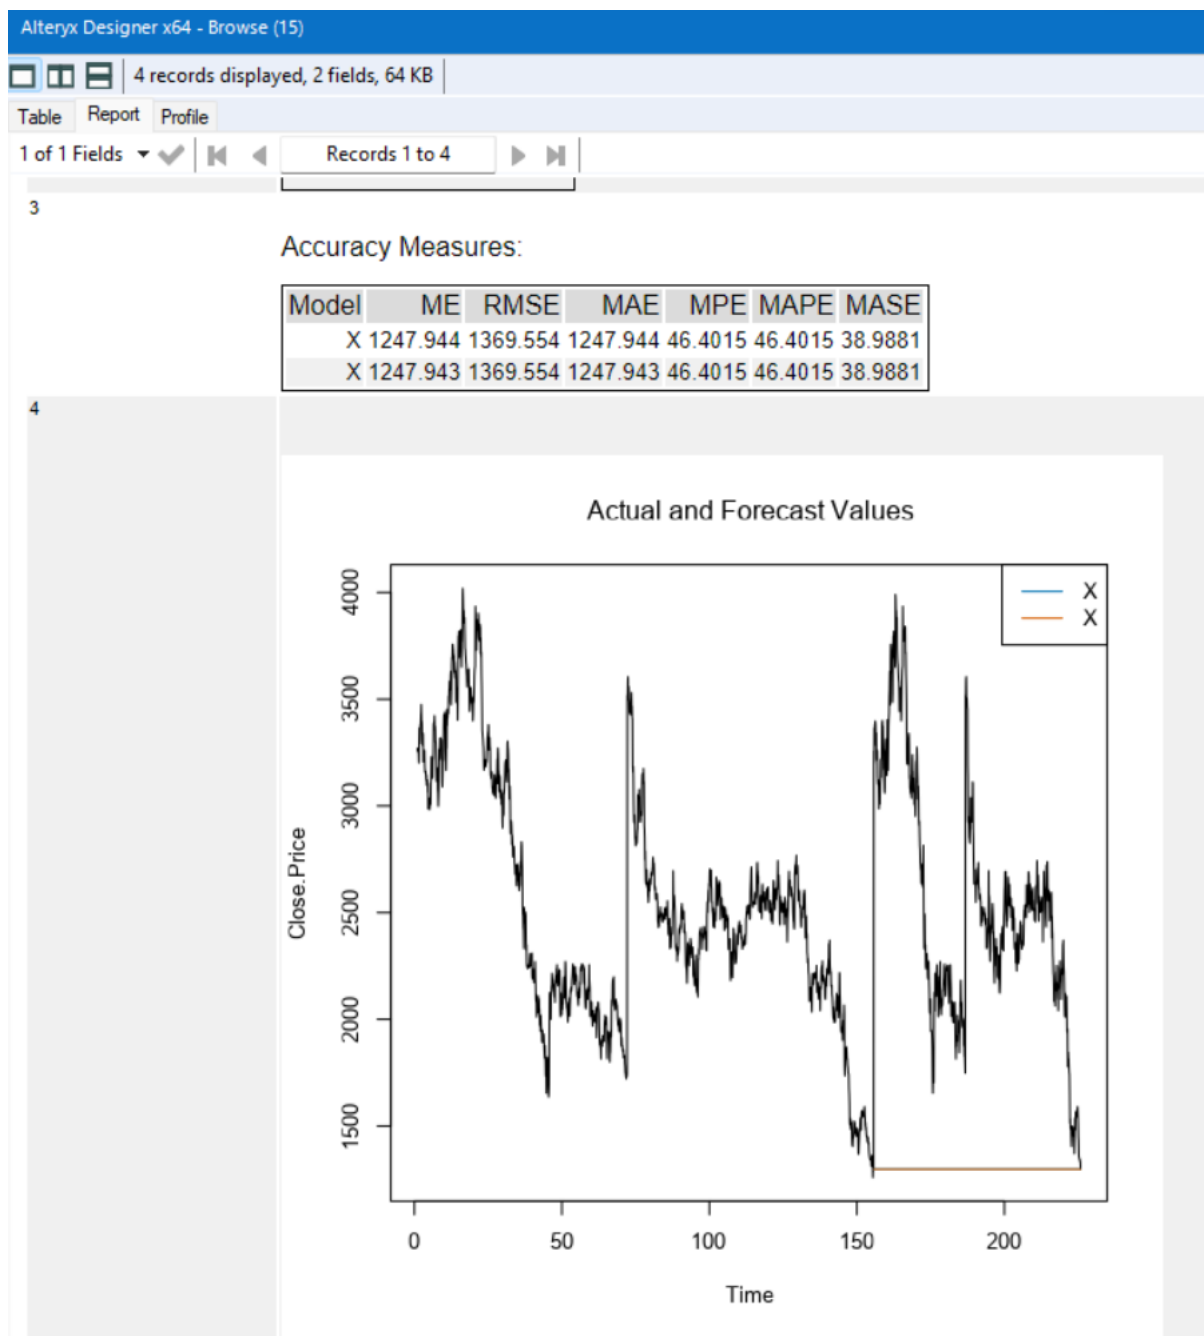 Alteryx Designer x64 - Browse (15)
4 records displayed, 2 fields, 64 KB
Table Report Profile
1 of 1 Fields Records 1 to 4
3
Accuracy Measures:
Model ME RMSE MAE MPE MAPE MASE
X 1247.944 1369.554 1247.944 46.4015 46.4015 38.9881
X 1247.943 1369.554 1247.943 46.4015 46.4015 38.9881
4
Actual and Forecast Values
X
X
4000
3500
3000
2500
2000
1500
Close.Price
0 50 100 150 200
Time